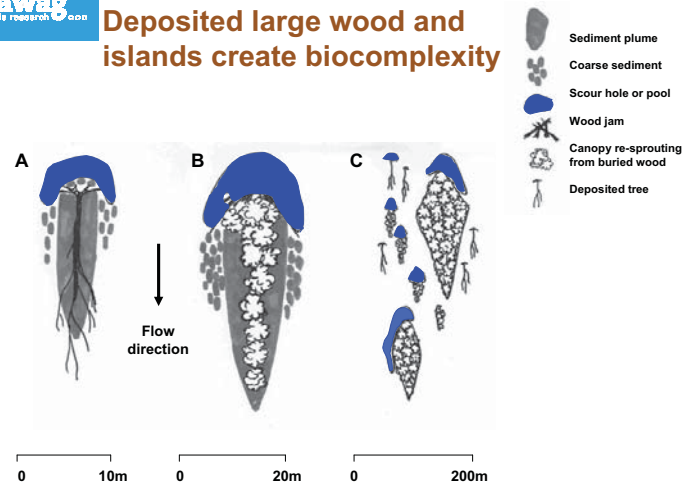 awag
Deposited large wood and
islands create biocomplexity
Sediment plume
Coarse sediment
Scour hole or pool
Wood jam
Canopy re-sprouting
from buried wood
Deposited tree
A
B
C
Flow
direction
0 10m
0 20m
0 200m